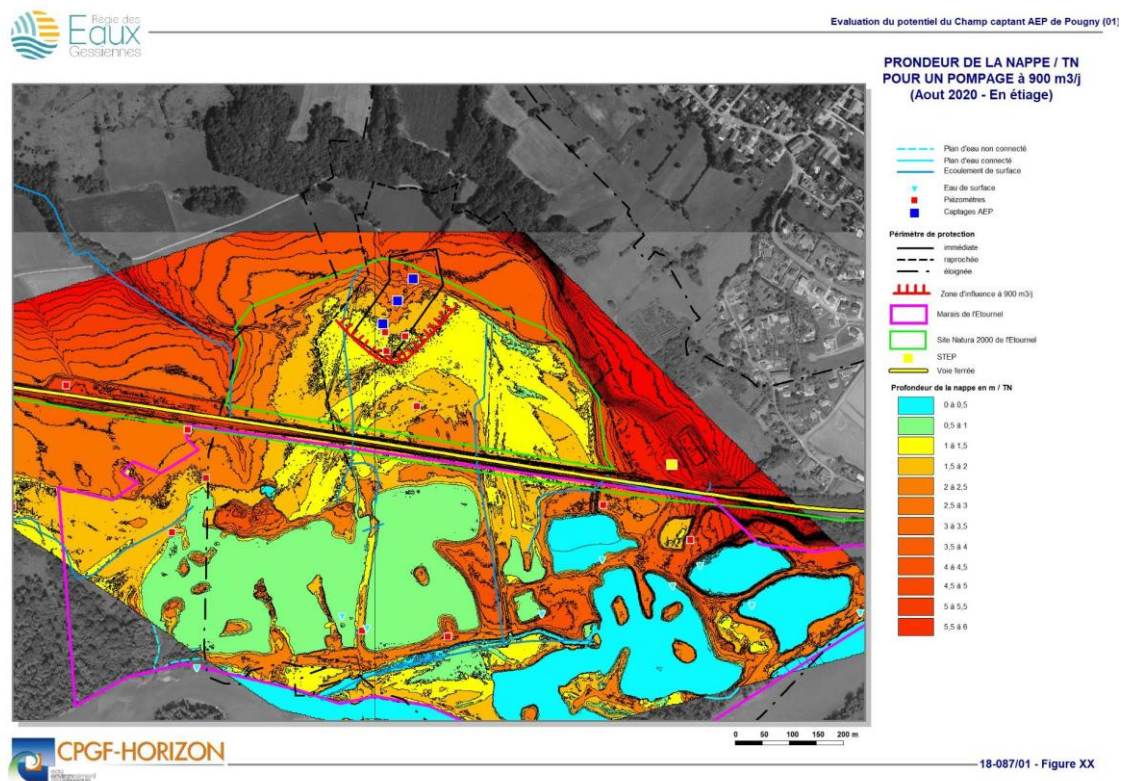 Régie des
Eaux
Gessiennes
Evaluation du potentiel du Champ captant AEP de Pougny (01)
PRONDEUR DE LA NAPPE / TN
POUR UN POMPAGE à 900 m3/j
(Aout 2020 - En étiage)
Plan d'eau non connecté
Plan d'eau connecté
Ecoulement de surface
Eau de surface
Piézomètres
Captages AEP
Périmètre de protection
immédiate
raprochée
éloignée
Zone d'influence à 900 m3/j
Marais de l'Etournel
Site Natura 2000 de l'Etournel
STEP
Voie ferrée
Profondeur de la nappe en m / TN
0 à 0,5
0,5 à 1
1 à 1,5
1,5 à 2
2 à 2,5
2,5 à 3
3 à 3,5
3,5 à 4
4 à 4,5
4,5 à 5
5 à 5,5
5,5 à 6
0 50 100 150 200 m
CPGF-HORIZON
eau
environnement
18-087/01 - Figure XX